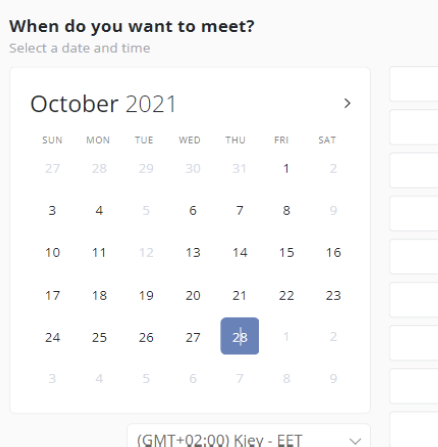 When do you want to meet?
Select a date and time
October 2021 >
SUN MON TUE WED THU FRI SAT
27 28 29 30 31 1 2
3 4 5 6 7 8 9
10 11 12 13 14 15 16
17 18 19 20 21 22 23
24 25 26 27 28 1 2
3 4 5 6 7 8 9
(GMT+02:00) Kiev - EET